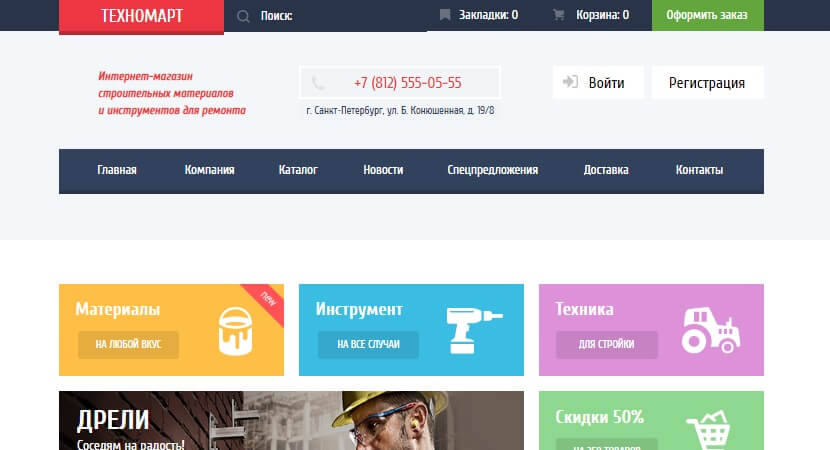 ТЕХНОМАРТ
Поиск:
Закладки: 0
Корзина: 0
Оформить заказ
Интернет-магазин
строительных материалов
и инструментов для ремонта
+7 (812) 555-05-55
г. Санкт-Петербург, ул. Б. Конюшенная, д. 19/8
Войти
Регистрация
Главная
Компания
Каталог
Новости
Спецпредложения
Доставка
Контакты
Материалы
new
НА ЛЮБОЙ ВКУС
Инструмент
НА ВСЕ СЛУЧАИ
Техника
ДЛЯ СТРОЙКИ
ДРЕЛИ
Соседям на радость!
Скидки 50%